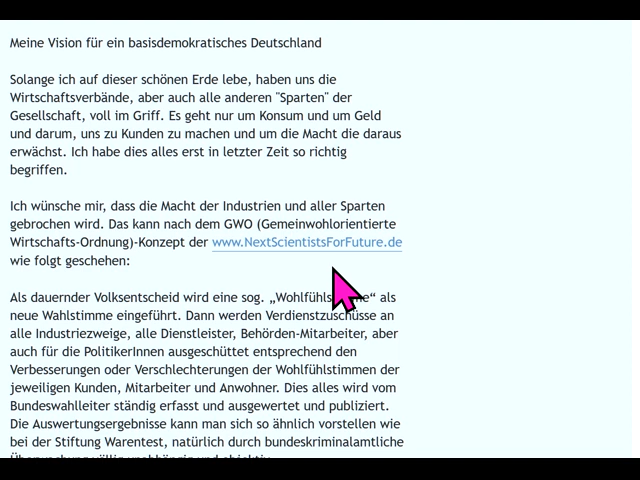 Meine Vision für ein basisdemokratisches Deutschland
Solange ich auf dieser schönen Erde lebe, haben uns die
Wirtschaftsverbände, aber auch alle anderen "Sparten" der
Gesellschaft, voll im Griff. Es geht nur um Konsum und um Geld
und darum, uns zu Kunden zu machen und um die Macht die daraus
erwächst. Ich habe dies alles erst in letzter Zeit so richtig
begriffen.
Ich wünsche mir, dass die Macht der Industrien und aller Sparten
gebrochen wird. Das kann nach dem GWO (Gemeinwohlorientierte
Wirtschafts-Ordnung)-Konzept der www.NextScientistsForFuture.de
wie folgt geschehen:
Als dauernder Volksentscheid wird eine sog. als
neue Wahlstimme eingeführt. Dann werden Verdienstzuschüsse an
alle Industriezweige, alle Dienstleister, Behörden-Mitarbeiter, aber
auch für die PolitikerInnen ausgeschüttet entsprechend den
Verbesserungen oder Verschlechterungen der Wohlfühlstimmen der
jeweiligen Kunden, Mitarbeiter und Anwohner. Dies alles wird vom
Bundeswahlleiter ständig erfasst und ausgewertet und publiziert.
Die Auswertungsergebnisse kann man sich so ähnlich vorstellen wie
bei der Stiftung Warentest, natürlich durch bundeskriminalamtliche